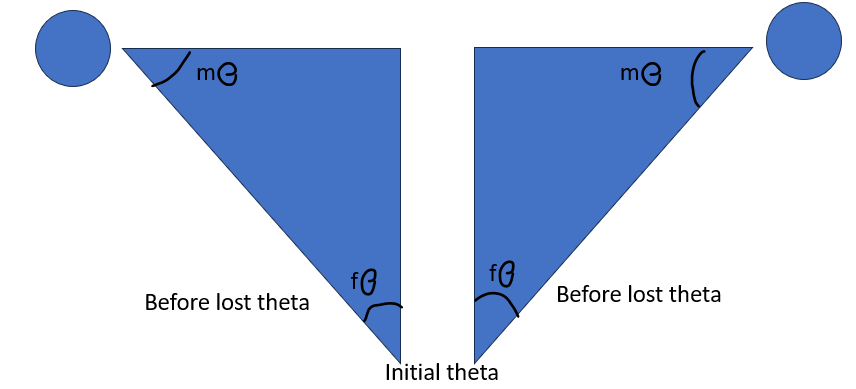 mθ
mθ
fθ
fθ
Before lost theta
Before lost theta
Initial theta